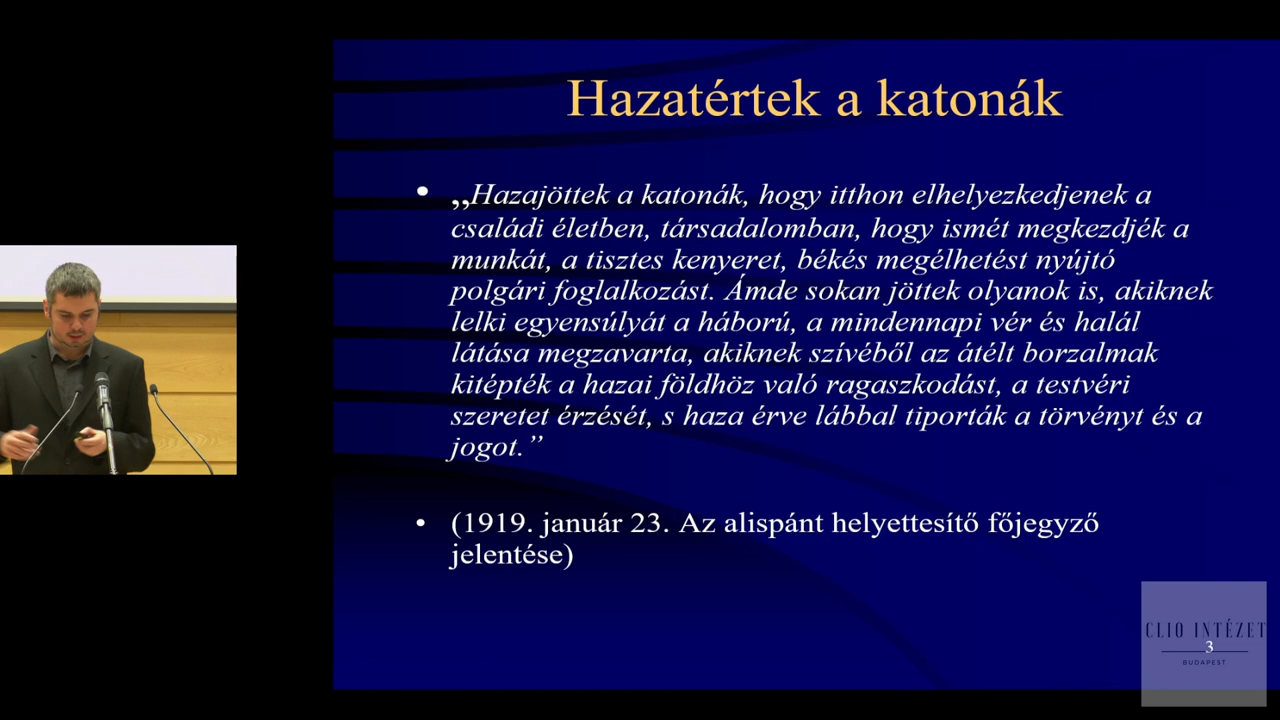 Hazatértek a katonák
• „Hazajöttek a katonák, hogy itthon elhelyezkedjenek a
családi életben, társadalomban, hogy ismét megkezdjék a
munkát, a tisztes kenyeret, békés megélhetést nyújtó
polgári foglalkozást. Ámde sokan jöttek olyanok is, akiknek
lelki egyensúlyát a háború, a mindennapi vér és halál
látása megzavarta, akiknek szívéből az átélt borzalmak
kitépték a hazai földhöz való ragaszkodást, a testvéri
szeretet érzését, s haza érve lábbal tiporták a törvényt és a
jogot.”
• (1919. január 23. Az alispánt helyettesítő főjegyző
jelentése)
CLIO INTÉZET
3
BUDAPEST